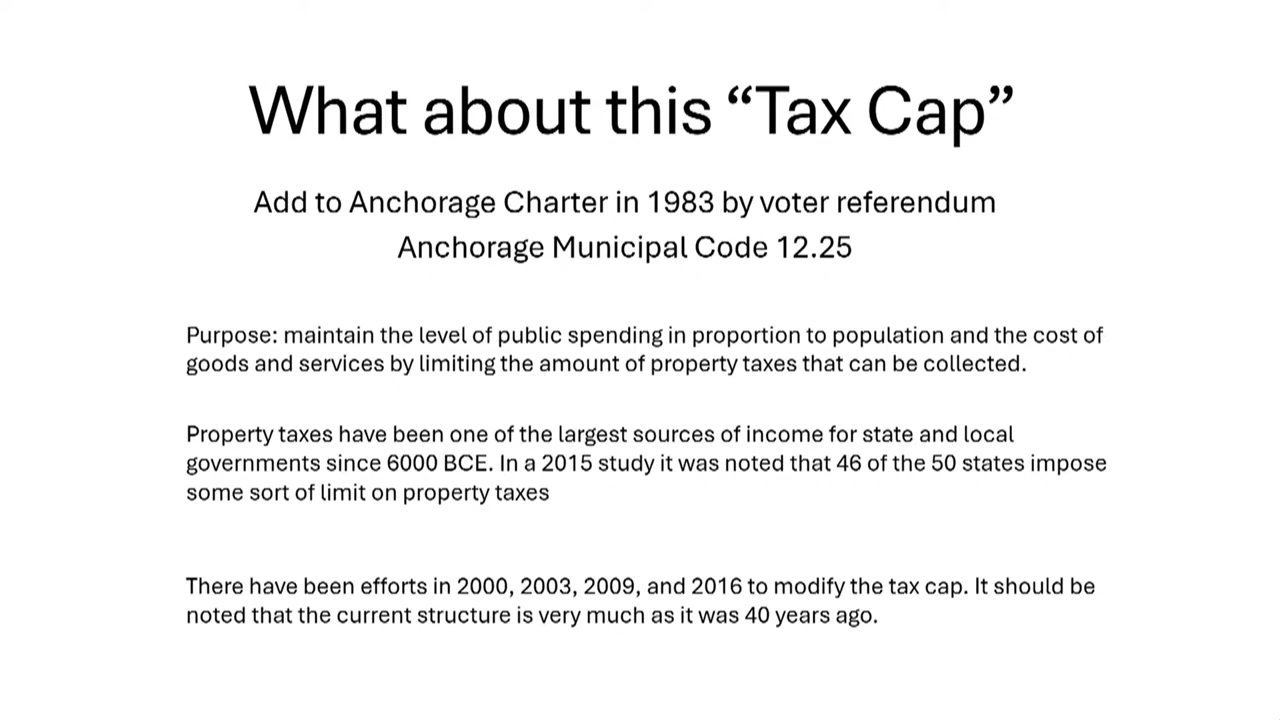 What about this “Tax Cap”
Add to Anchorage Charter in 1983 by voter referendum
Anchorage Municipal Code 12.25
Purpose: maintain the level of public spending in proportion to population and the cost of
goods and services by limiting the amount of property taxes that can be collected.
Property taxes have been one of the largest sources of income for state and local
governments since 6000 BCE. In a 2015 study it was noted that 46 of the 50 states impose
some sort of limit on property taxes
There have been efforts in 2000, 2003, 2009, and 2016 to modify the tax cap. It should be
noted that the current structure is very much as it was 40 years ago.